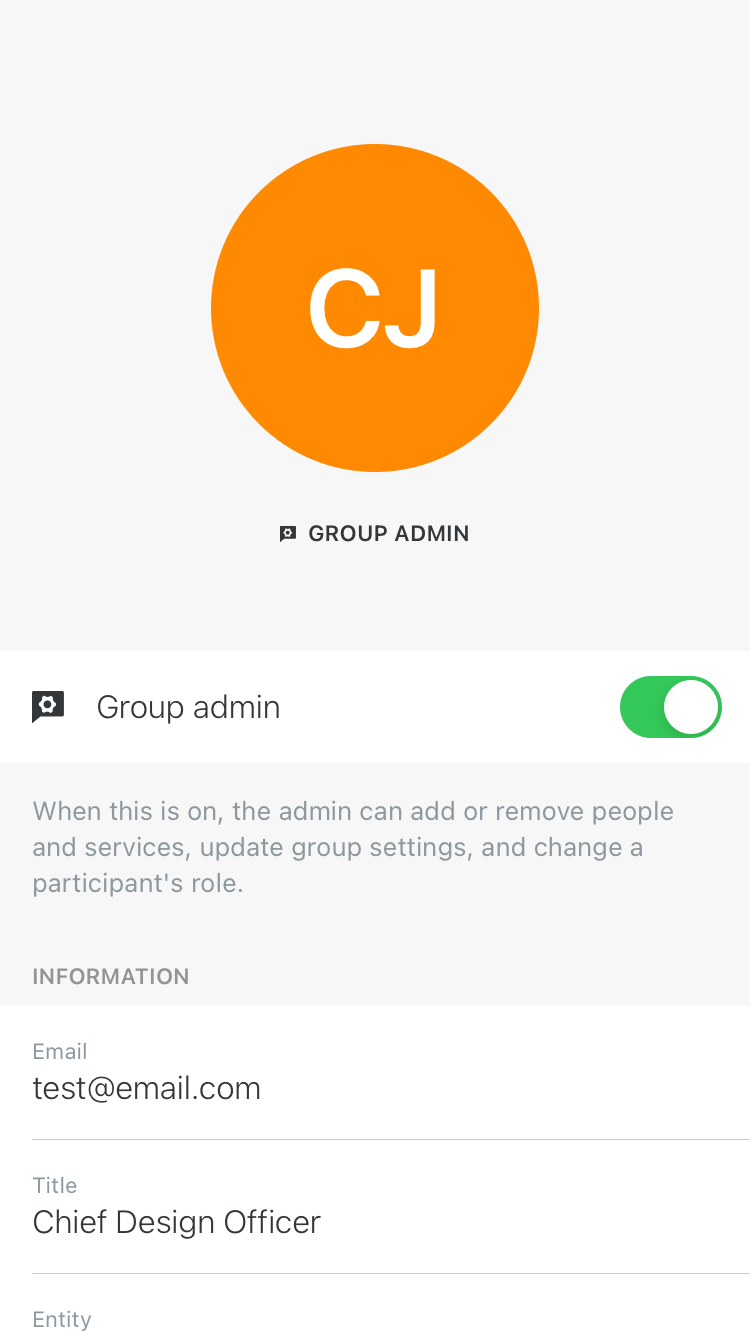 CJ
GROUP ADMIN
Group admin
When this is on, the admin can add or remove people
and services, update group settings, and change a
participant's role.
INFORMATION
Email
test@email.com
Title
Chief Design Officer
Entity